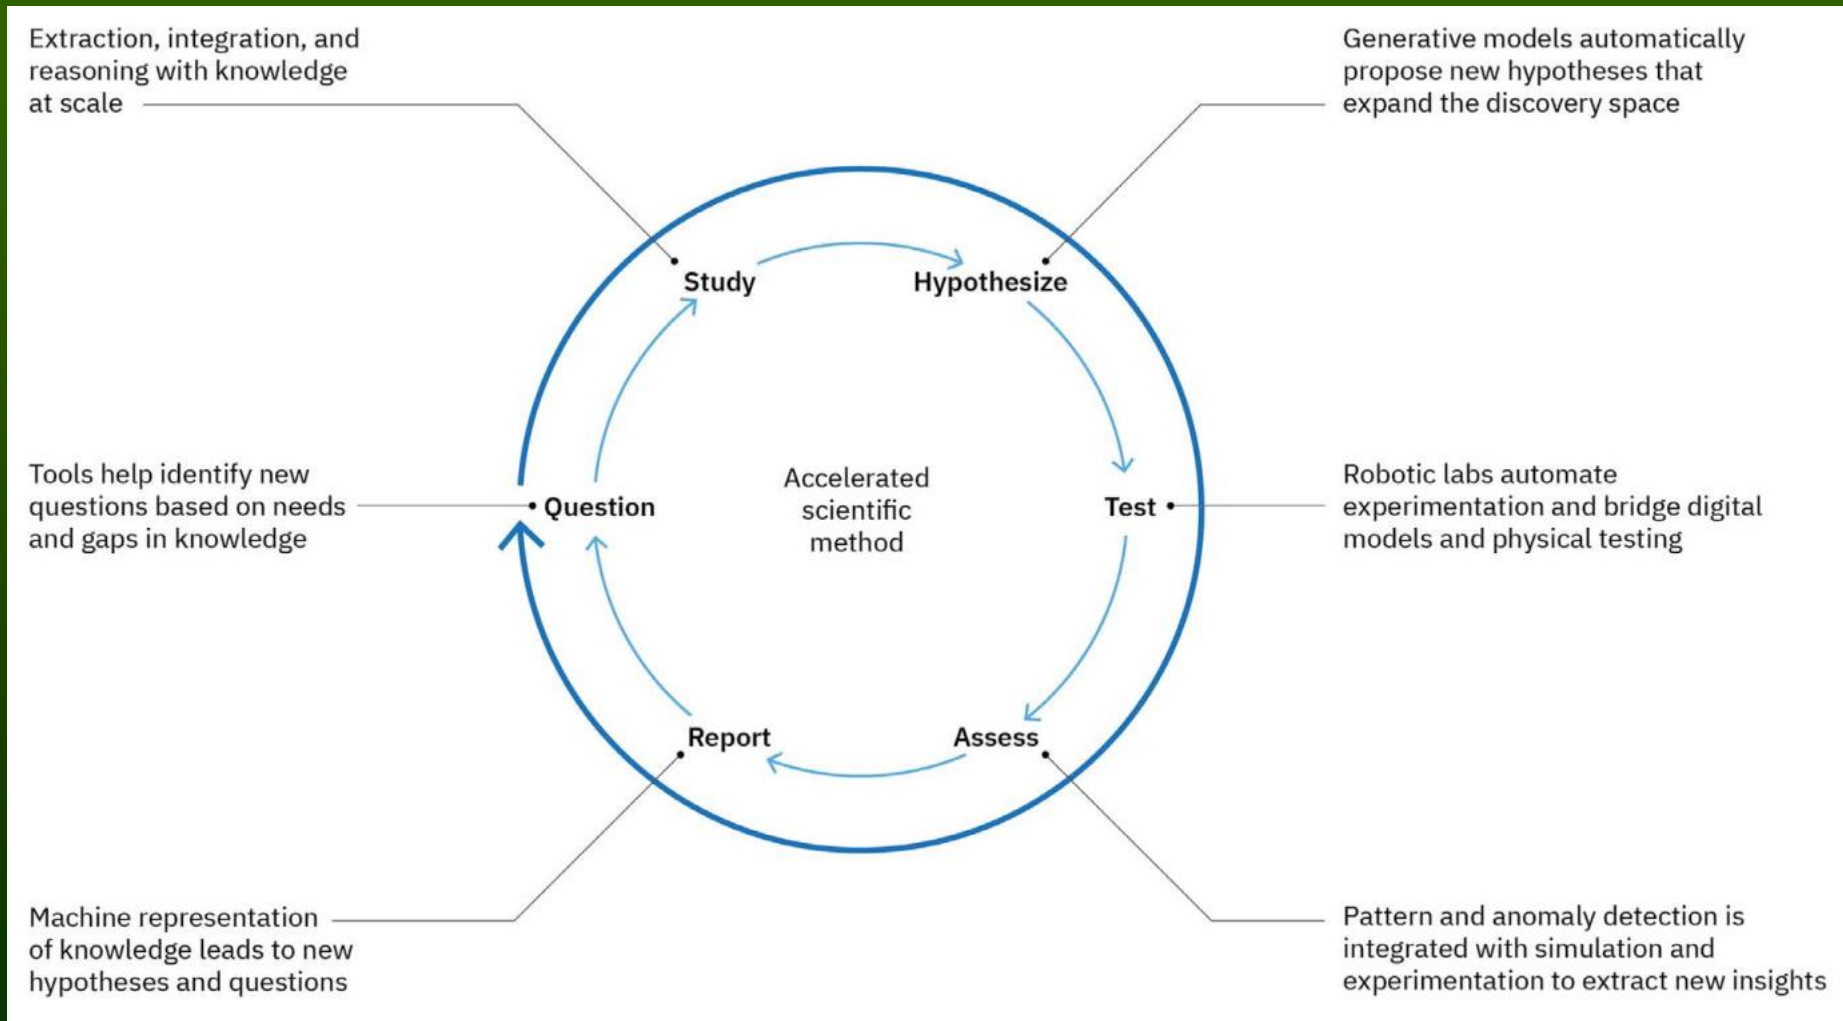 Extraction, integration, and
reasoning with knowledge
at scale
Generative models automatically
propose new hypotheses that
expand the discovery space
Study
Hypothesize
Tools help identify new
questions based on needs
and gaps in knowledge
Question
Accelerated
scientific
method
Test
Robotic labs automate
experimentation and bridge digital
models and physical testing
Report
Assess
Machine representation
of knowledge leads to new
hypotheses and questions
Pattern and anomaly detection is
integrated with simulation and
experimentation to extract new insights